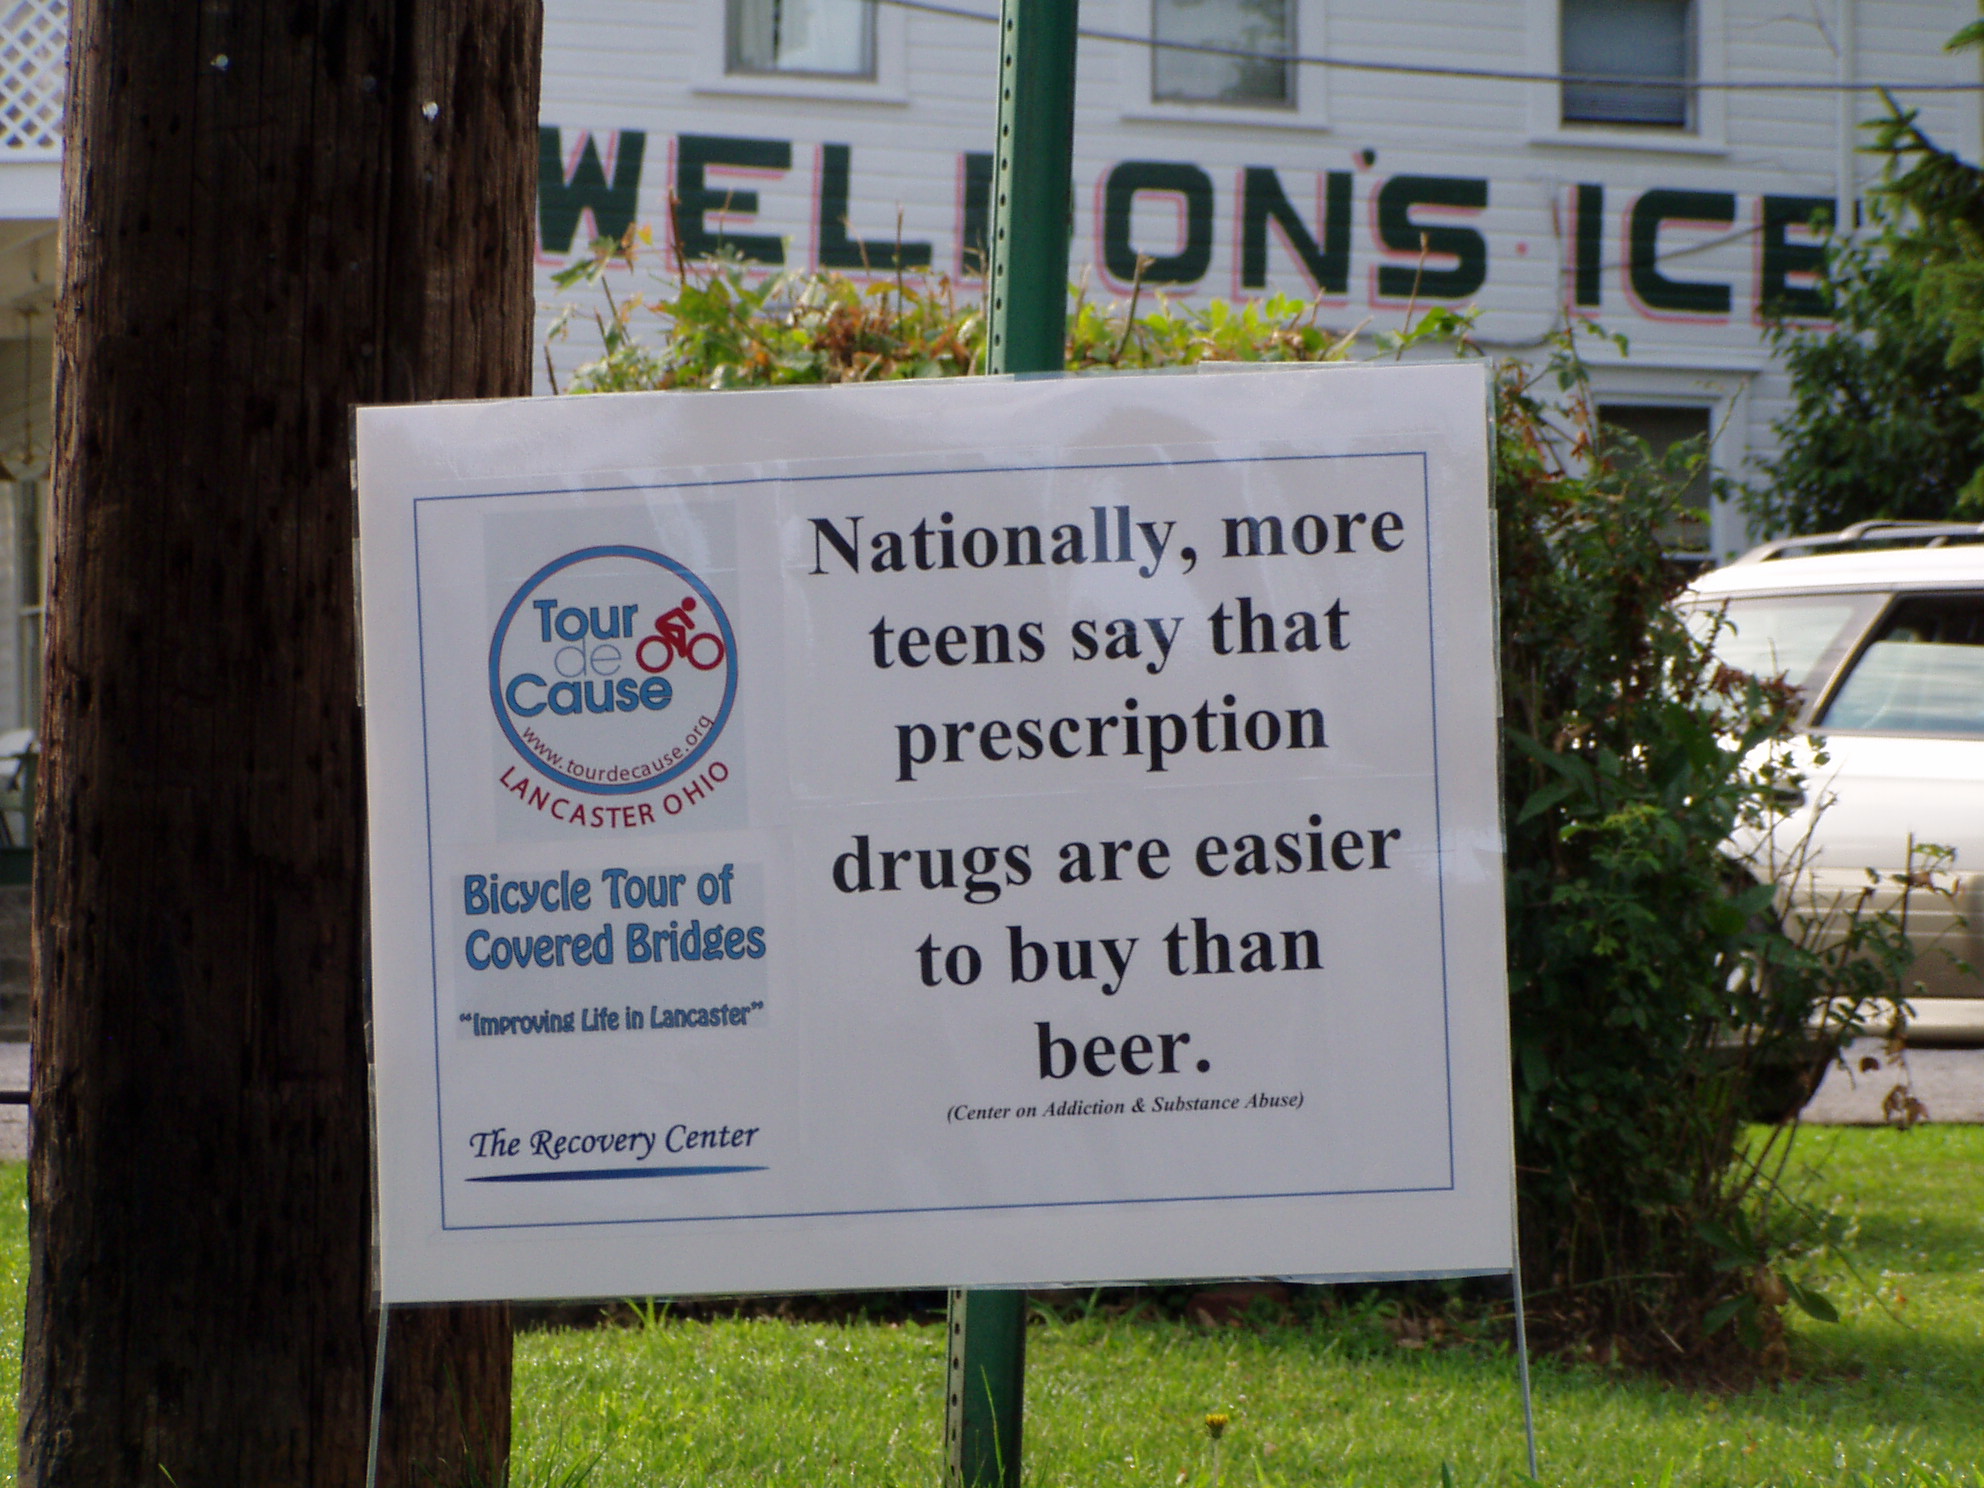 WELDON'S · ICE
Tour
de
Cause
www.tourdecause.org
LANCASTER OHIO
Bicycle Tour of
Covered Bridges
"Improving Life in Lancaster"
The Recovery Center
Nationally, more
teens say that
prescription
drugs are easier
to buy than
beer.
(Center on Addiction & Substance Abuse)